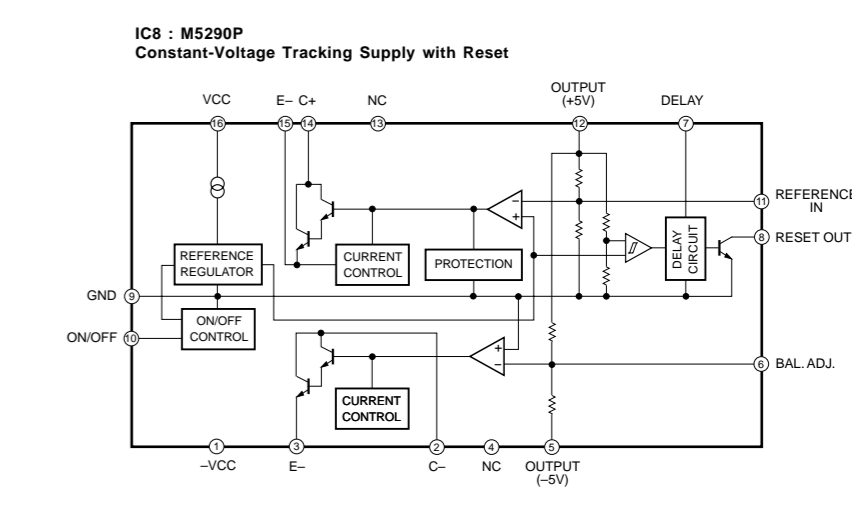 IC8 : M5290P
Constant-Voltage Tracking Supply with Reset
VCC
E– C+
NC
OUTPUT
(+5V)
DELAY
16
15
14
13
12
7
11
REFERENCE
IN
8
RESET OUT
REFERENCE
REGULATOR
CURRENT
CONTROL
PROTECTION
–
+
DELAY
CIRCUIT
GND
9
ON/OFF
10
ON/OFF
CONTROL
+
–
6
BAL. ADJ.
CURRENT
CONTROL
1
3
2
4
5
–VCC
E–
C–
NC
OUTPUT
(–5V)